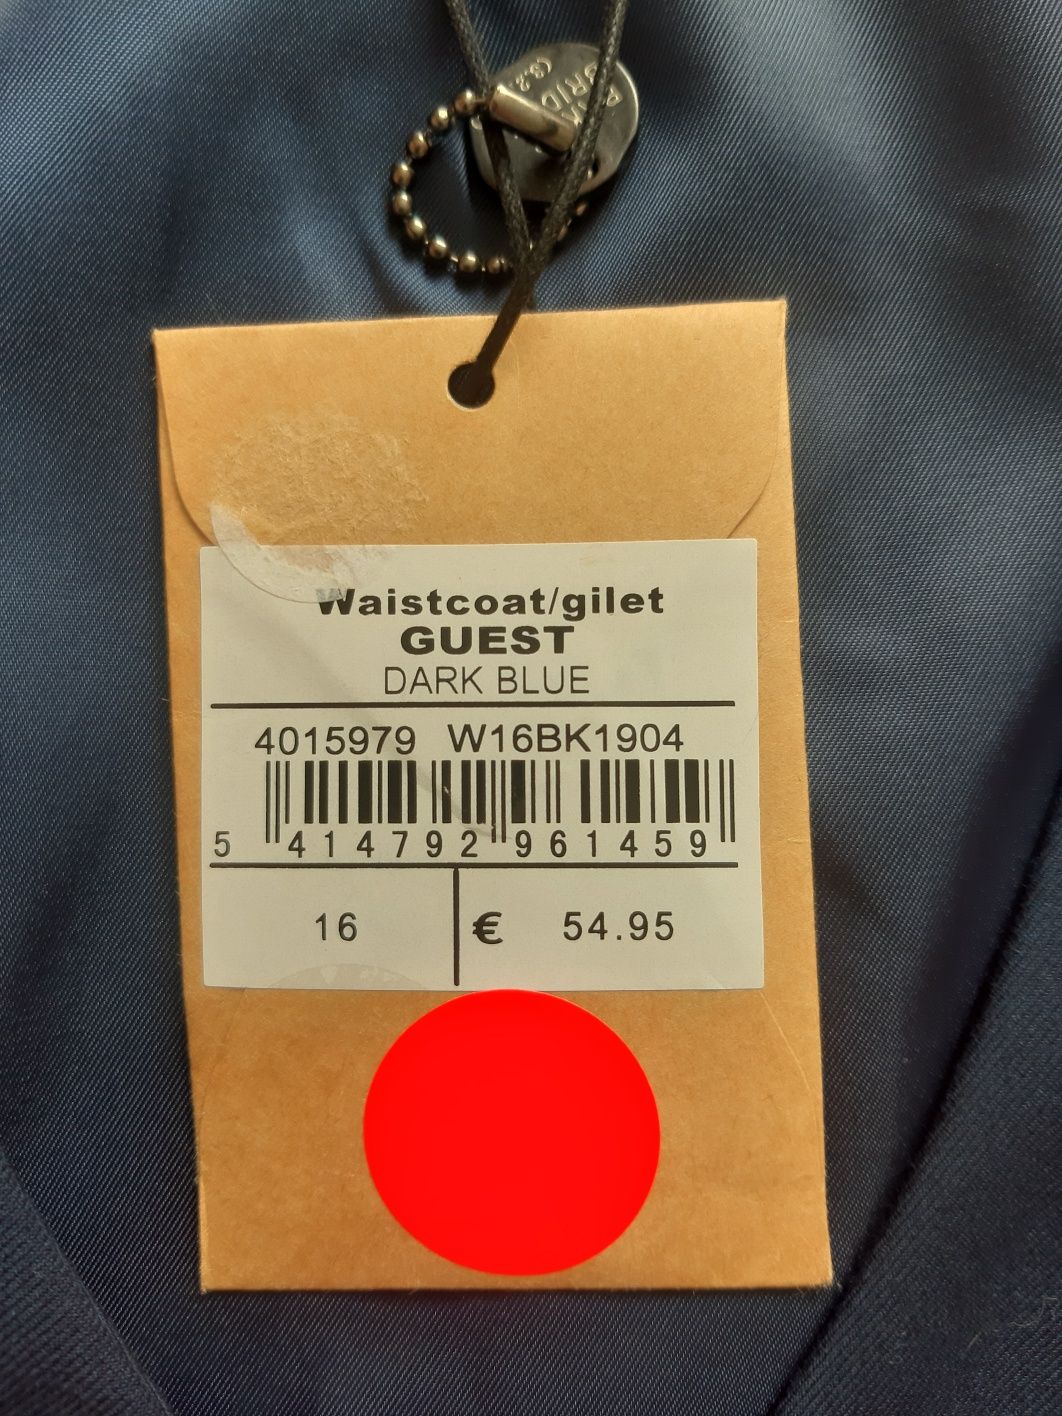 Waistcoat/gilet
GUEST
DARK BLUE
4015979 W16BK1904
5 414792 961459
16
€ 54.95